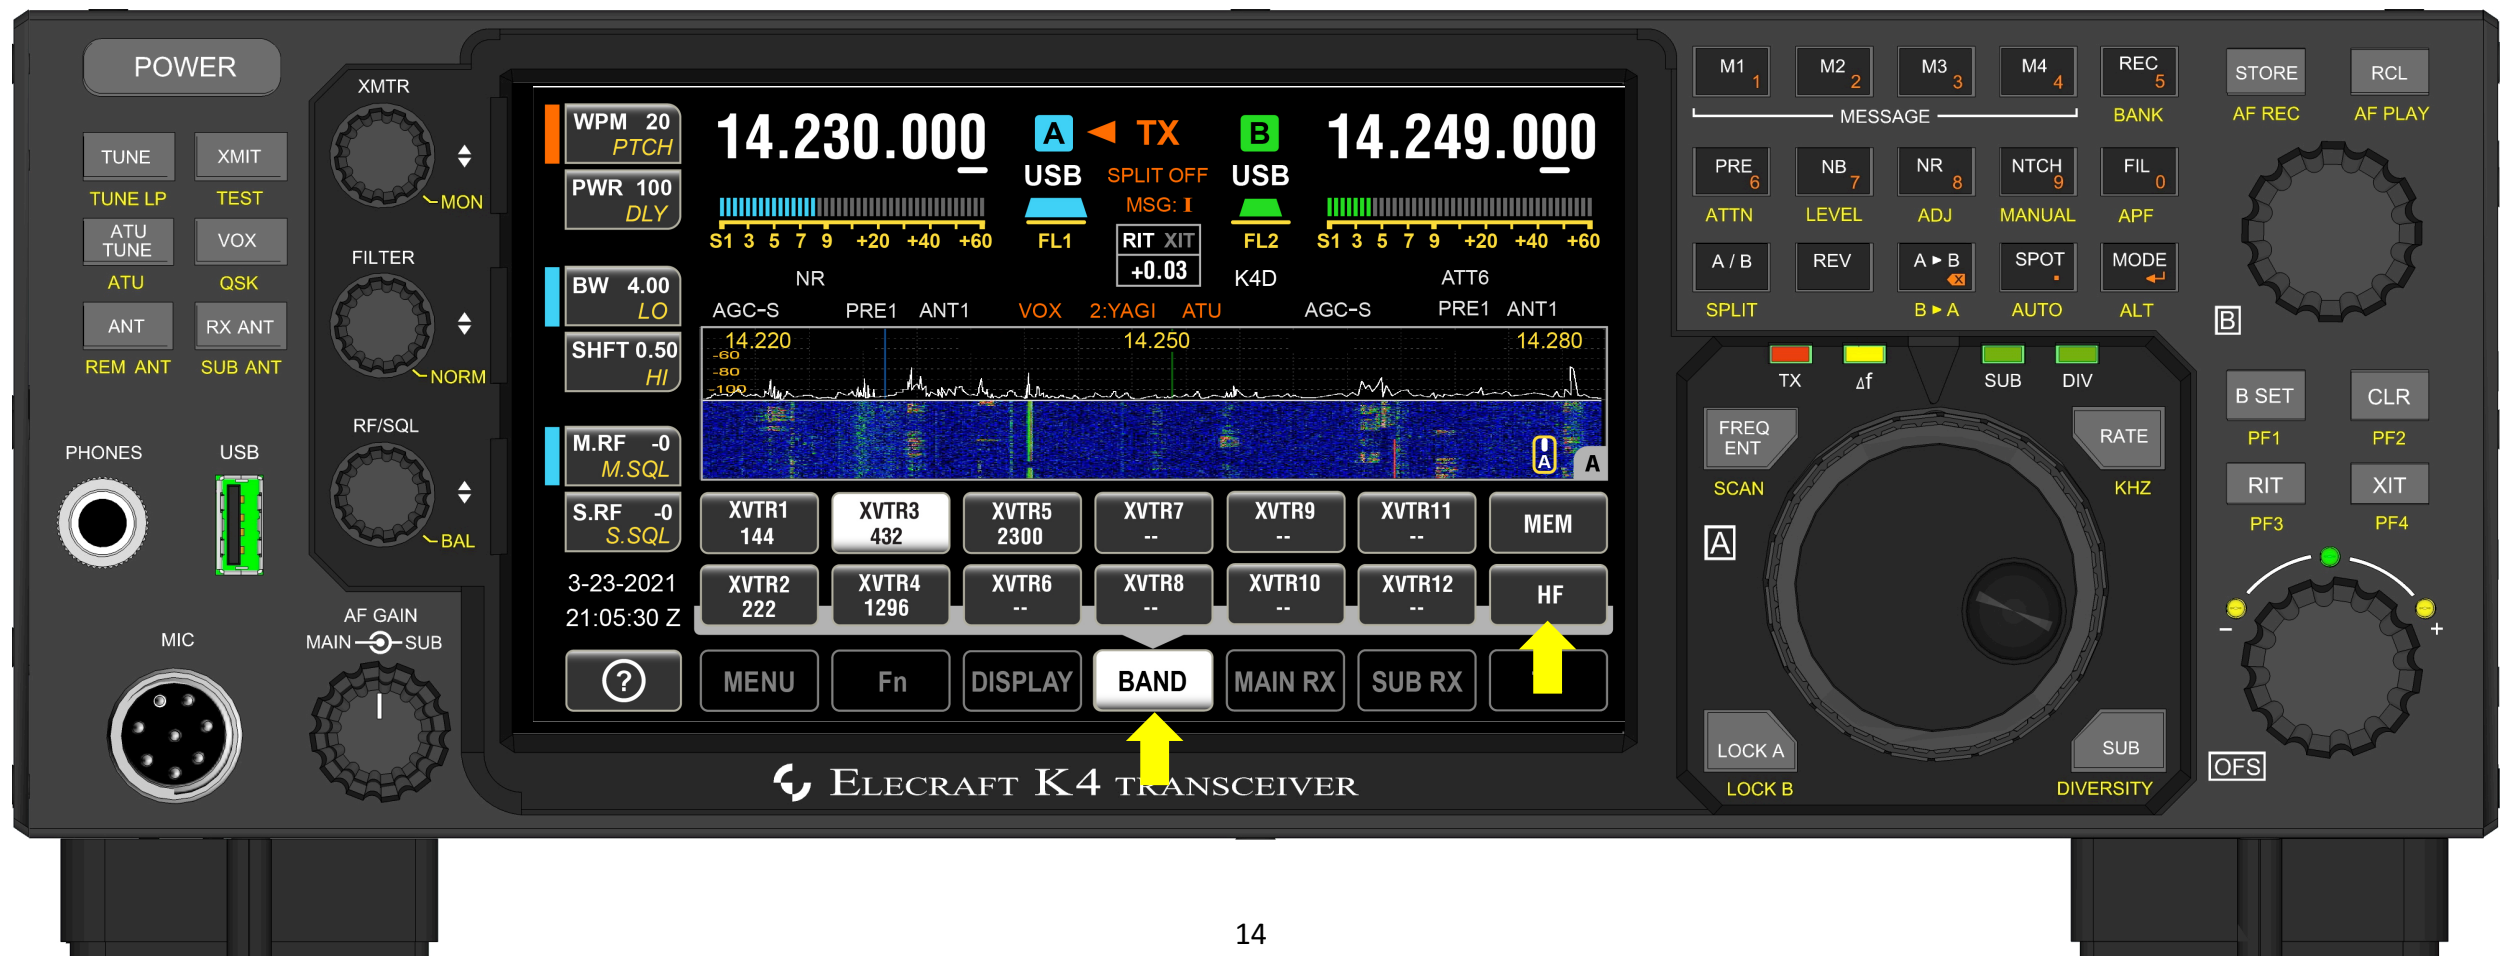 POWER
TUNE
XMIT
TUNE LP
TEST
ATU
TUNE
VOX
ATU
QSK
ANT
RX ANT
REM ANT
SUB ANT
PHONES
USB
MIC
XMTR
MON
FILTER
NORM
RF/SQL
BAL
AF GAIN
MAIN
SUB
WPM 20
PTCH
PWR 100
DLY
BW 4.00
LO
SHFT 0.50
HI
M.RF -0
M.SQL
S.RF -0
S.SQL
3-23-2021
21:05:30 Z
?
14.230.000
A
TX
B
14.249.000
USB
SPLIT OFF
USB
MSG: I
S1 3 5 7 9 +20 +40 +60
FL1
RIT XIT
+0.03
FL2
S1 3 5 7 9 +20 +40 +60
NR
K4D
ATT6
AGC-S
PRE1
ANT1
VOX
2:YAGI
ATU
AGC-S
PRE1
ANT1
14.220
14.250
14.280
-60
-80
-100
A
A
XVTR1
144
XVTR3
432
XVTR5
2300
XVTR7
--
XVTR9
--
XVTR11
--
MEM
XVTR2
222
XVTR4
1296
XVTR6
--
XVTR8
--
XVTR10
--
XVTR12
--
HF
MENU
Fn
DISPLAY
BAND
MAIN RX
SUB RX
ELECRAFT K4 TRANSCEIVER
M1 1
M2 2
M3 3
M4 4
REC 5
MESSAGE
BANK
PRE 6
NB 7
NR 8
NTCH 9
FIL 0
ATTN
LEVEL
ADJ
MANUAL
APF
A / B
REV
A ▸ B
SPOT .
MODE
SPLIT
B ▸ A
AUTO
ALT
STORE
RCL
AF REC
AF PLAY
B
TX
Δf
SUB
DIV
FREQ
ENT
SCAN
RATE
KHZ
A
LOCK A
LOCK B
SUB
DIVERSITY
B SET
CLR
PF1
PF2
RIT
XIT
PF3
PF4
−
+
OFS
14